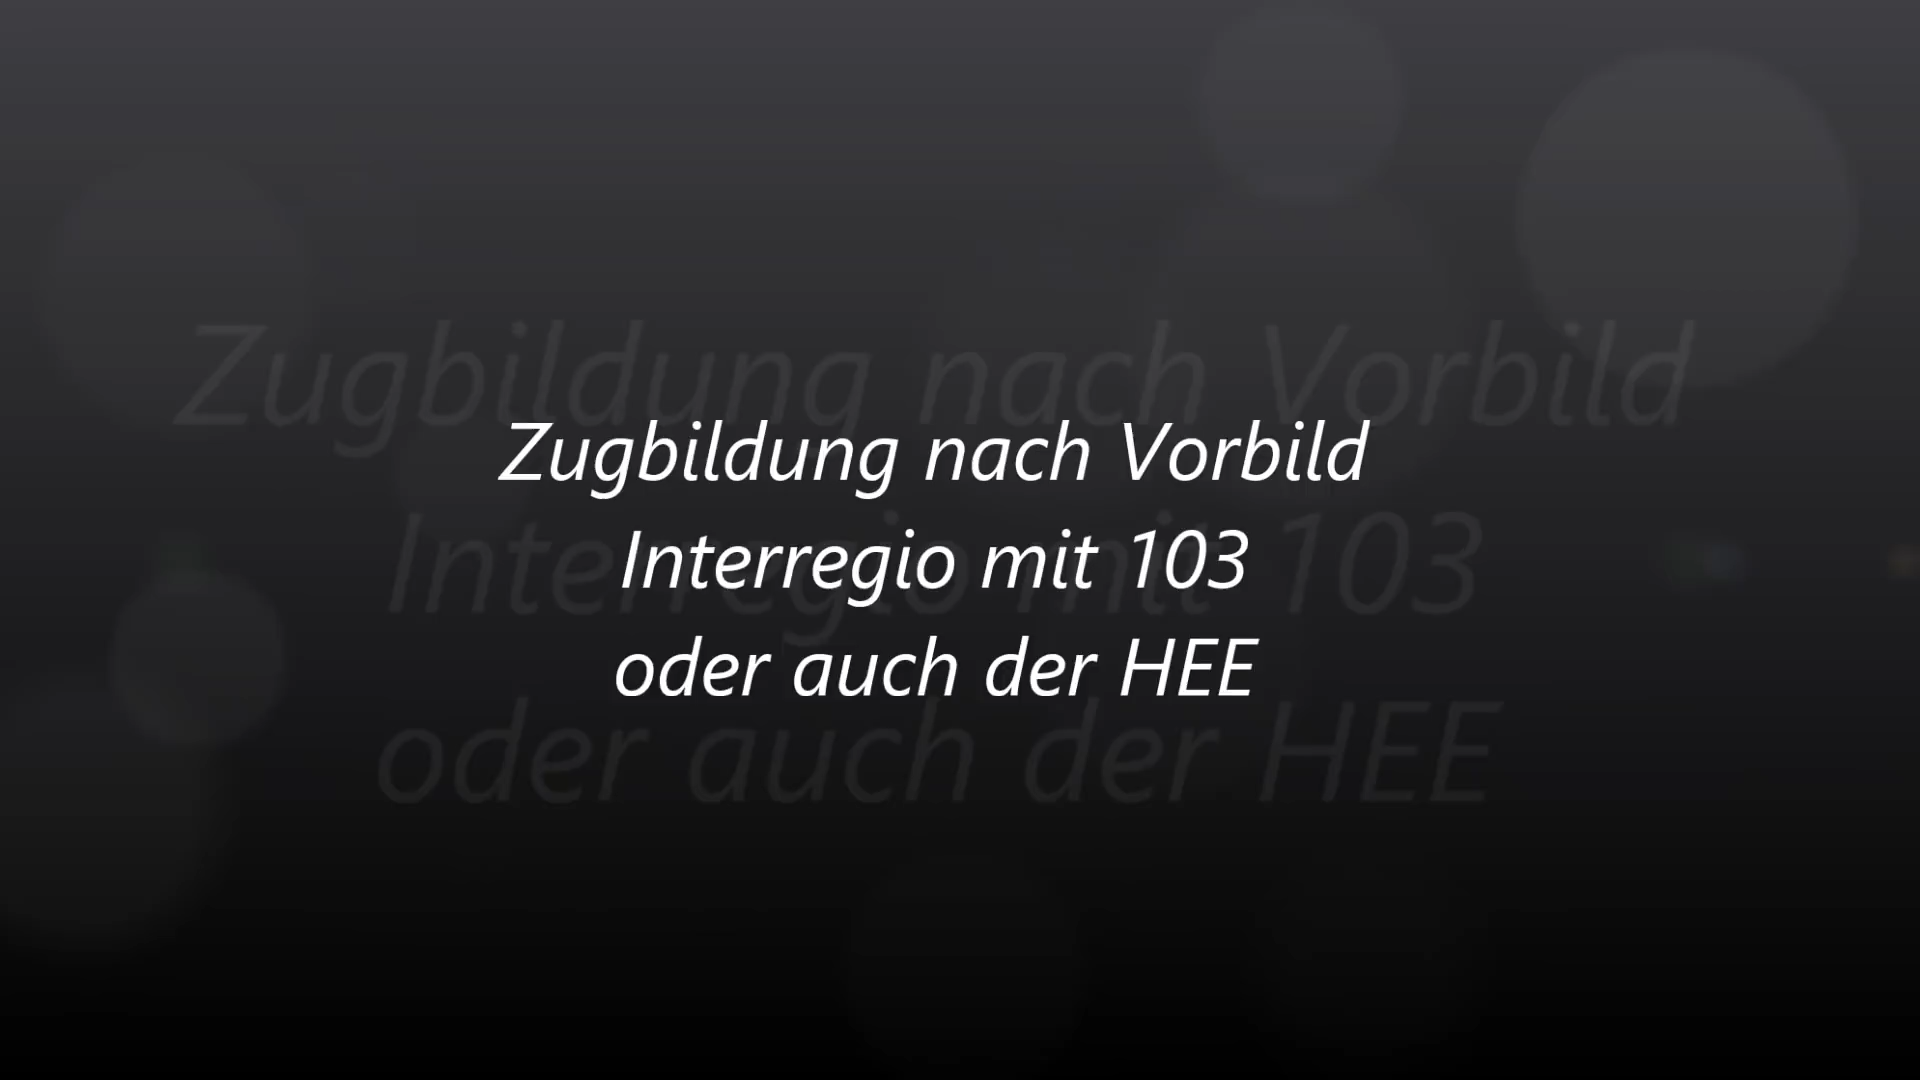 Zugbildung nach Vorbild
Interregio mit 103
oder auch der HEE